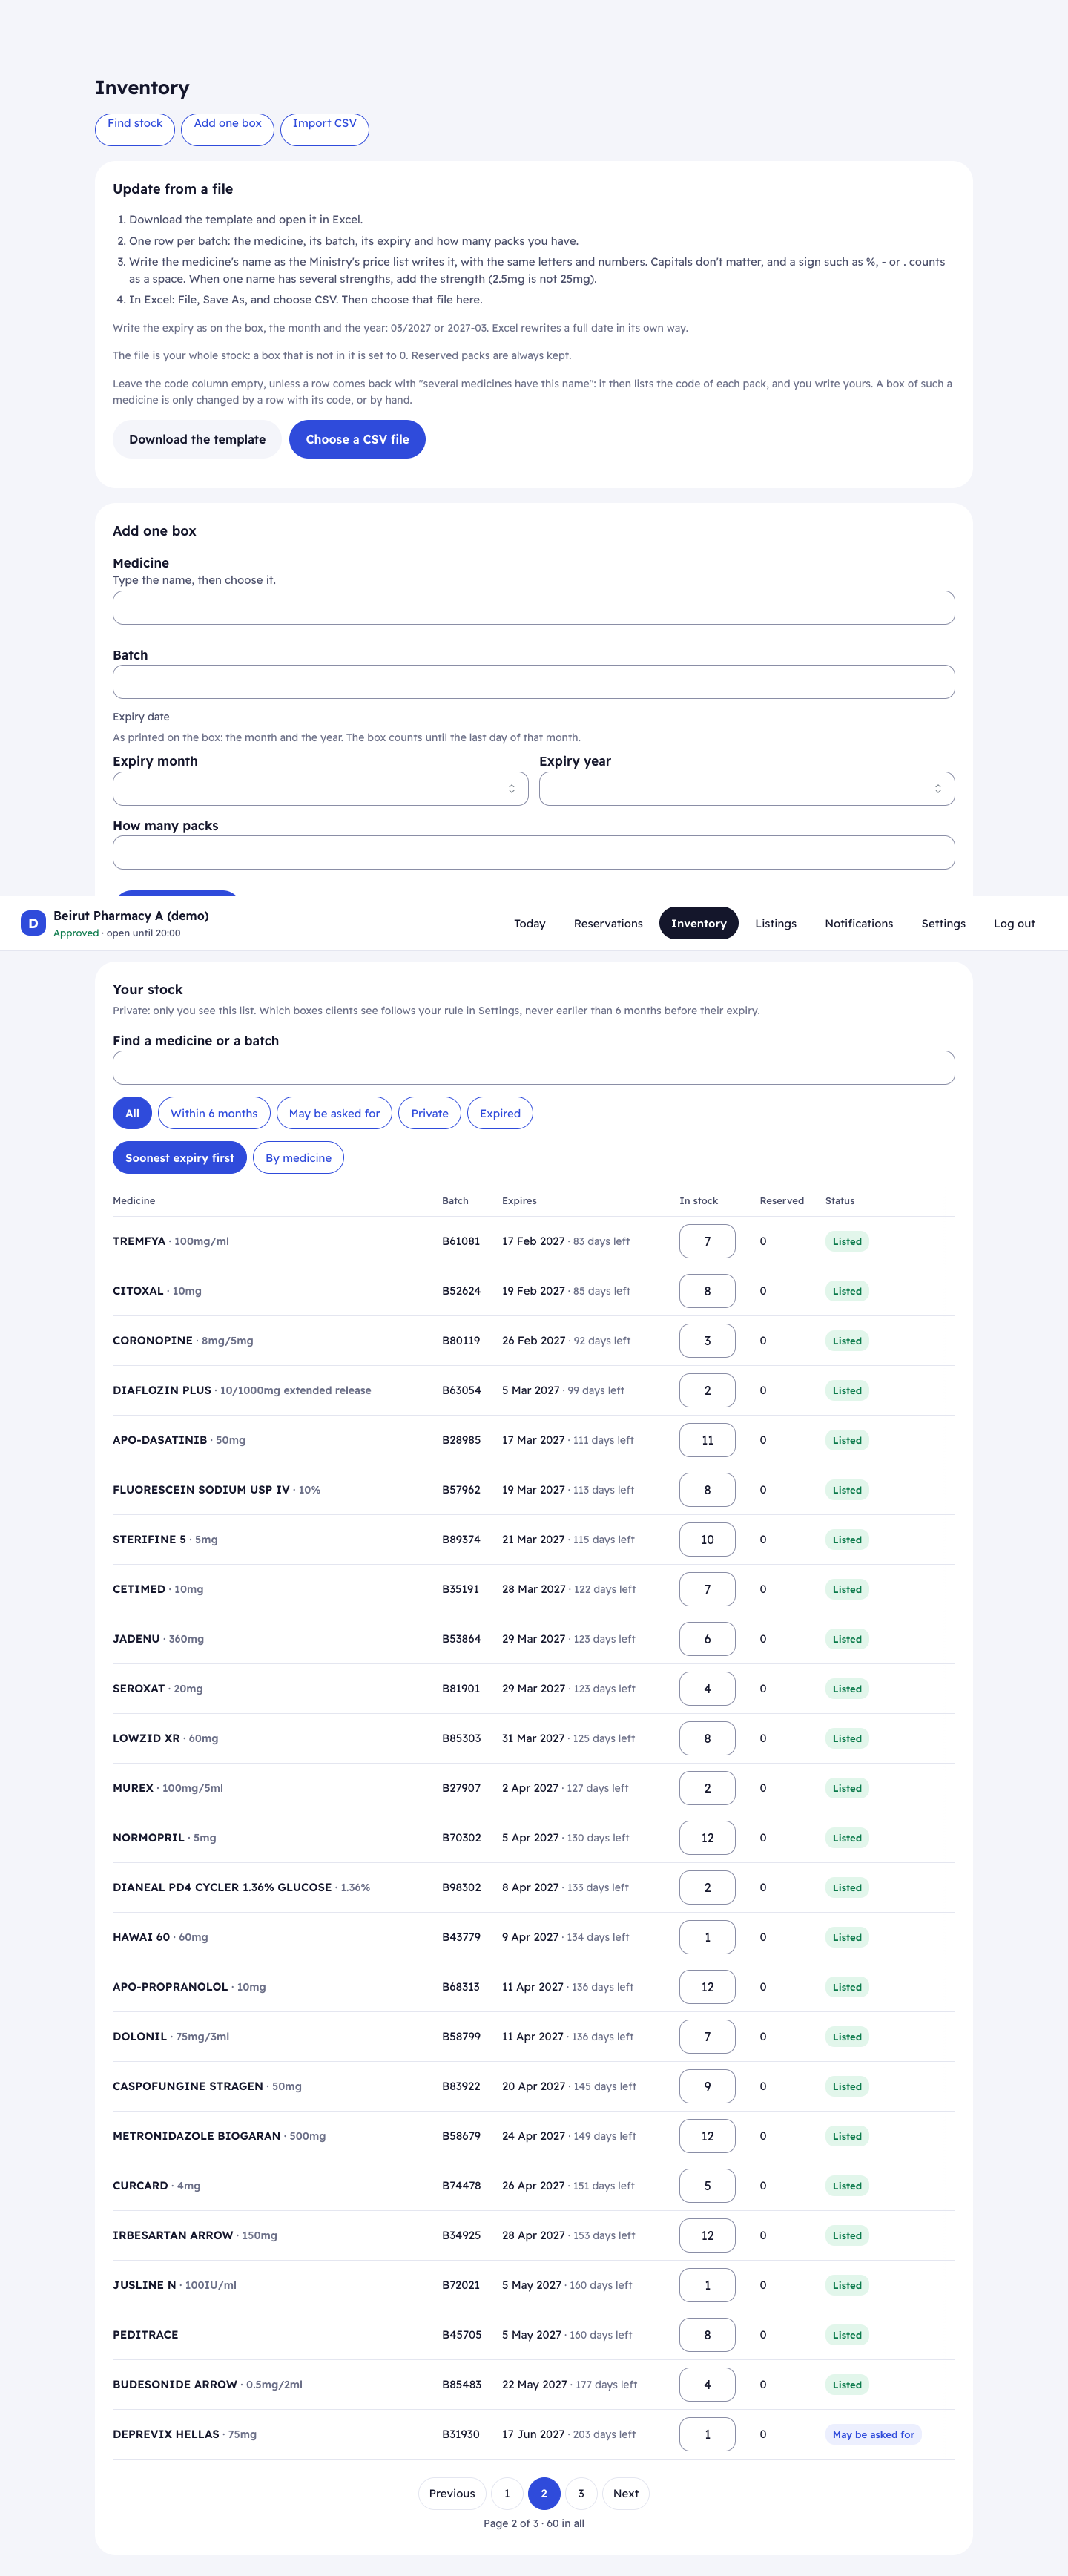 Inventory
Find stock
Add one box
Import CSV
Update from a file
1. Download the template and open it in Excel.
2. One row per batch: the medicine, its batch, its expiry and how many packs you have.
3. Write the medicine's name as the Ministry's price list writes it, with the same letters and numbers. Capitals don't matter, and a sign such as %, - or . counts
as a space. When one name has several strengths, add the strength (2.5mg is not 25mg).
4. In Excel: File, Save As, and choose CSV. Then choose that file here.
Write the expiry as on the box, the month and the year: 03/2027 or 2027-03. Excel rewrites a full date in its own way.
The file is your whole stock: a box that is not in it is set to 0. Reserved packs are always kept.
Leave the code column empty, unless a row comes back with "several medicines have this name": it then lists the code of each pack, and you write yours. A box of such a
medicine is only changed by a row with its code, or by hand.
Download the template
Choose a CSV file
Add one box
Medicine
Type the name, then choose it.
Batch
Expiry date
As printed on the box: the month and the year. The box counts until the last day of that month.
Expiry month
Expiry year
How many packs
D
Beirut Pharmacy A (demo)
Approved · open until 20:00
Today
Reservations
Inventory
Listings
Notifications
Settings
Log out
Your stock
Private: only you see this list. Which boxes clients see follows your rule in Settings, never earlier than 6 months before their expiry.
Find a medicine or a batch
All
Within 6 months
May be asked for
Private
Expired
Soonest expiry first
By medicine
Medicine Batch Expires In stock Reserved Status
TREMFYA · 100mg/ml B61081 17 Feb 2027 · 83 days left 7 0 Listed
CITOXAL · 10mg B52624 19 Feb 2027 · 85 days left 8 0 Listed
CORONOPINE · 8mg/5mg B80119 26 Feb 2027 · 92 days left 3 0 Listed
DIAFLOZIN PLUS · 10/1000mg extended release B63054 5 Mar 2027 · 99 days left 2 0 Listed
APO-DASATINIB · 50mg B28985 17 Mar 2027 · 111 days left 11 0 Listed
FLUORESCEIN SODIUM USP IV · 10% B57962 19 Mar 2027 · 113 days left 8 0 Listed
STERIFINE 5 · 5mg B89374 21 Mar 2027 · 115 days left 10 0 Listed
CETIMED · 10mg B35191 28 Mar 2027 · 122 days left 7 0 Listed
JADENU · 360mg B53864 29 Mar 2027 · 123 days left 6 0 Listed
SEROXAT · 20mg B81901 29 Mar 2027 · 123 days left 4 0 Listed
LOWZID XR · 60mg B85303 31 Mar 2027 · 125 days left 8 0 Listed
MUREX · 100mg/5ml B27907 2 Apr 2027 · 127 days left 2 0 Listed
NORMOPRIL · 5mg B70302 5 Apr 2027 · 130 days left 12 0 Listed
DIANEAL PD4 CYCLER 1.36% GLUCOSE · 1.36% B98302 8 Apr 2027 · 133 days left 2 0 Listed
HAWAI 60 · 60mg B43779 9 Apr 2027 · 134 days left 1 0 Listed
APO-PROPRANOLOL · 10mg B68313 11 Apr 2027 · 136 days left 12 0 Listed
DOLONIL · 75mg/3ml B58799 11 Apr 2027 · 136 days left 7 0 Listed
CASPOFUNGINE STRAGEN · 50mg B83922 20 Apr 2027 · 145 days left 9 0 Listed
METRONIDAZOLE BIOGARAN · 500mg B58679 24 Apr 2027 · 149 days left 12 0 Listed
CURCARD · 4mg B74478 26 Apr 2027 · 151 days left 5 0 Listed
IRBESARTAN ARROW · 150mg B34925 28 Apr 2027 · 153 days left 12 0 Listed
JUSLINE N · 100IU/ml B72021 5 May 2027 · 160 days left 1 0 Listed
PEDITRACE B45705 5 May 2027 · 160 days left 8 0 Listed
BUDESONIDE ARROW · 0.5mg/2ml B85483 22 May 2027 · 177 days left 4 0 Listed
DEPREVIX HELLAS · 75mg B31930 17 Jun 2027 · 203 days left 1 0 May be asked for
Previous 1 2 3 Next
Page 2 of 3 · 60 in all